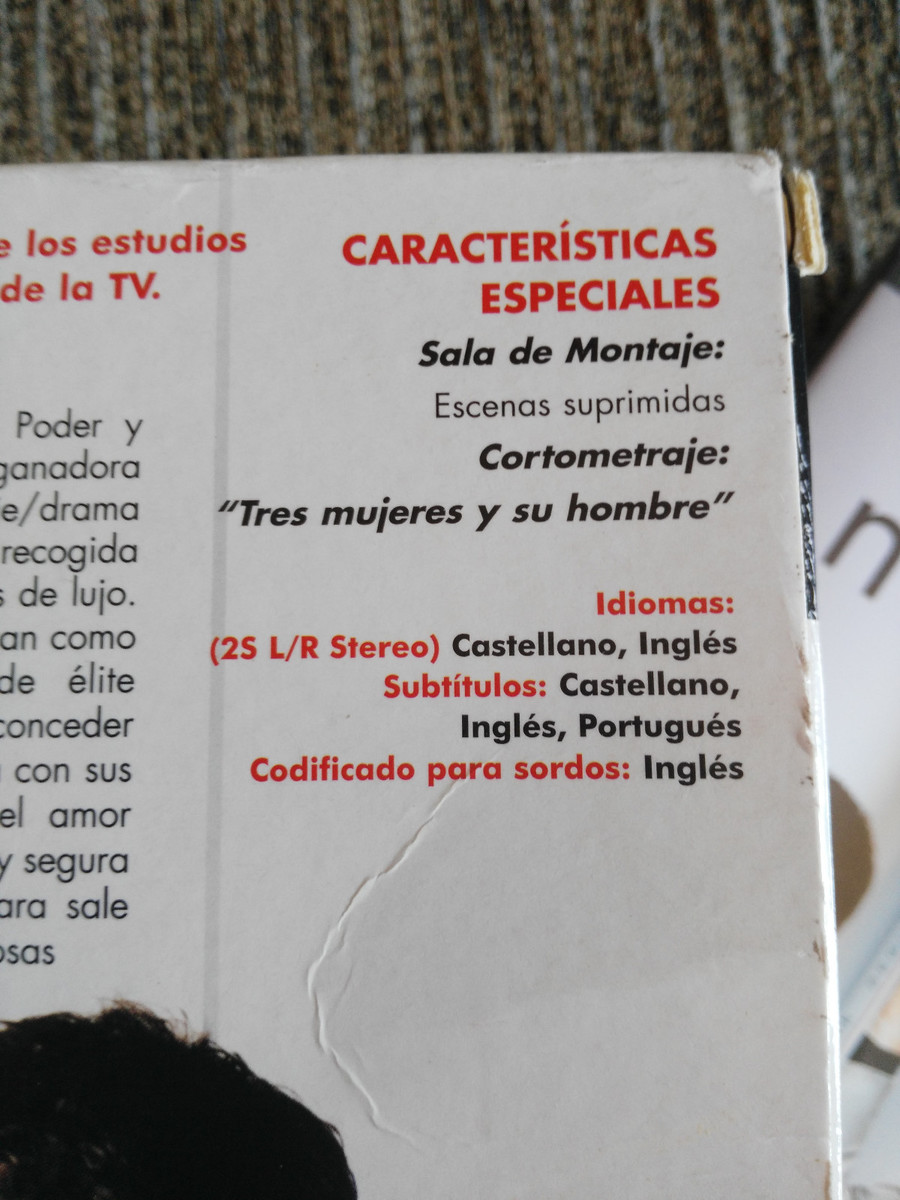 e los estudios
de la TV.
Poder y
ganadora
e/drama
recogida
s de lujo.
an como
de élite
conceder
con sus
el amor
y segura
ara sale
osas
CARACTERÍSTICAS
ESPECIALES
Sala de Montaje:
Escenas suprimidas
Cortometraje:
“Tres mujeres y su hombre”
Idiomas:
(2S L/R Stereo) Castellano, Inglés
Subtítulos: Castellano,
Inglés, Portugués
Codificado para sordos: Inglés